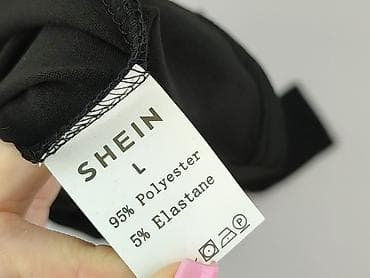 SHEIN
L
95% Polyester
5% Elastane